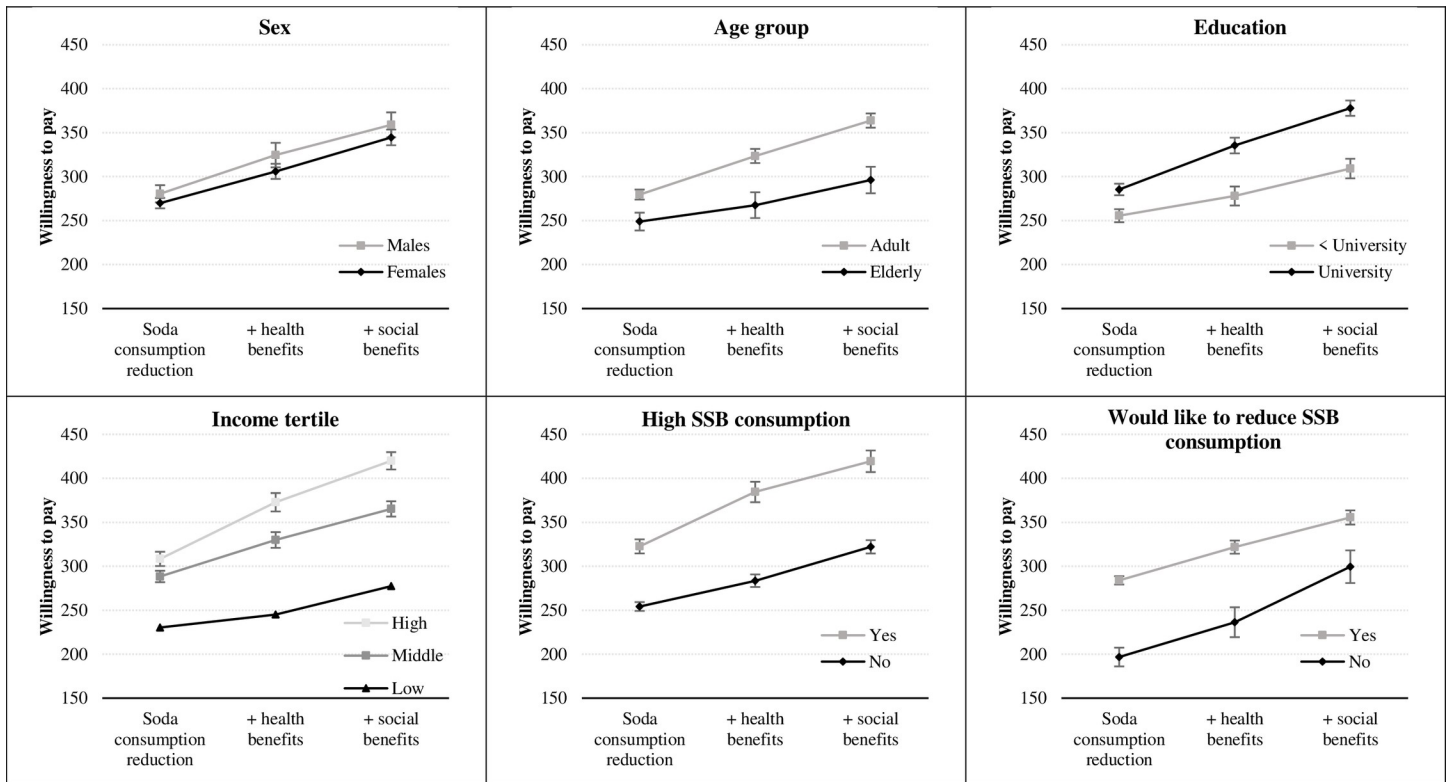 Sex
Willingness to pay
450
400
350
300
250
200
150
Males
Females
Soda consumption reduction
+ health benefits
+ social benefits
Age group
Willingness to pay
450
400
350
300
250
200
150
Adult
Elderly
Soda consumption reduction
+ health benefits
+ social benefits
Education
Willingness to pay
450
400
350
300
250
200
150
< University
University
Soda consumption reduction
+ health benefits
+ social benefits
Income tertile
Willingness to pay
450
400
350
300
250
200
150
High
Middle
Low
Soda consumption reduction
+ health benefits
+ social benefits
High SSB consumption
Willingness to pay
450
400
350
300
250
200
150
Yes
No
Soda consumption reduction
+ health benefits
+ social benefits
Would like to reduce SSB
consumption
Willingness to pay
450
400
350
300
250
200
150
Yes
No
Soda consumption reduction
+ health benefits
+ social benefits